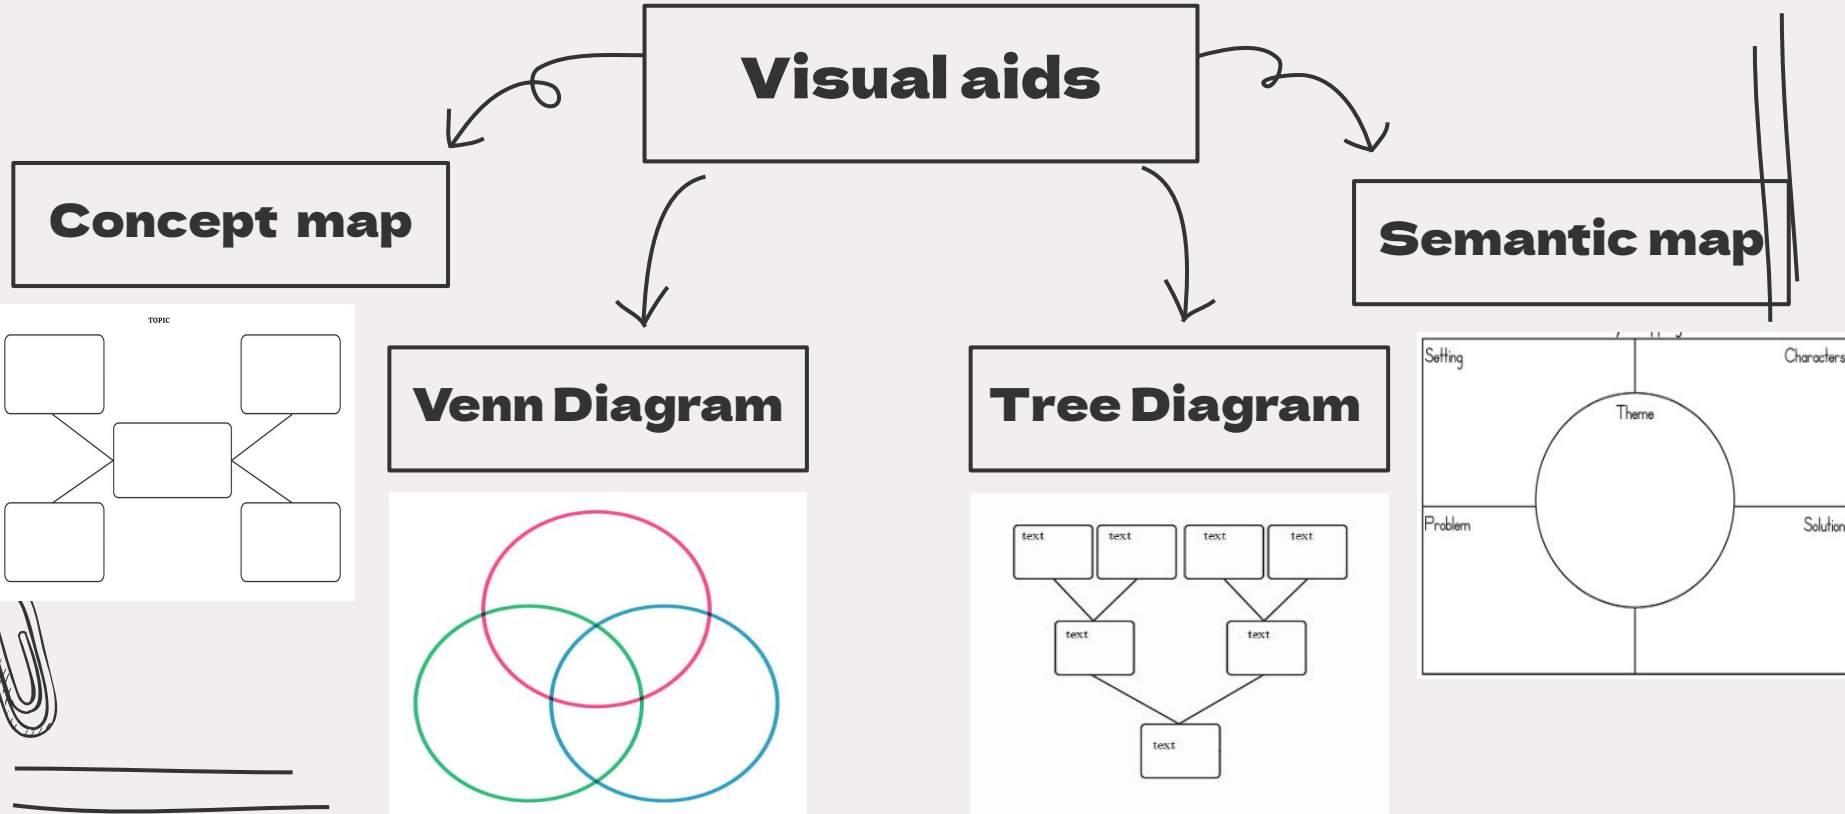 Visual aids
Concept map
Semantic map
TOPIC
Venn Diagram
Tree Diagram
Setting
Characters
Theme
Problem
Solution
text
text
text
text
text
text
text